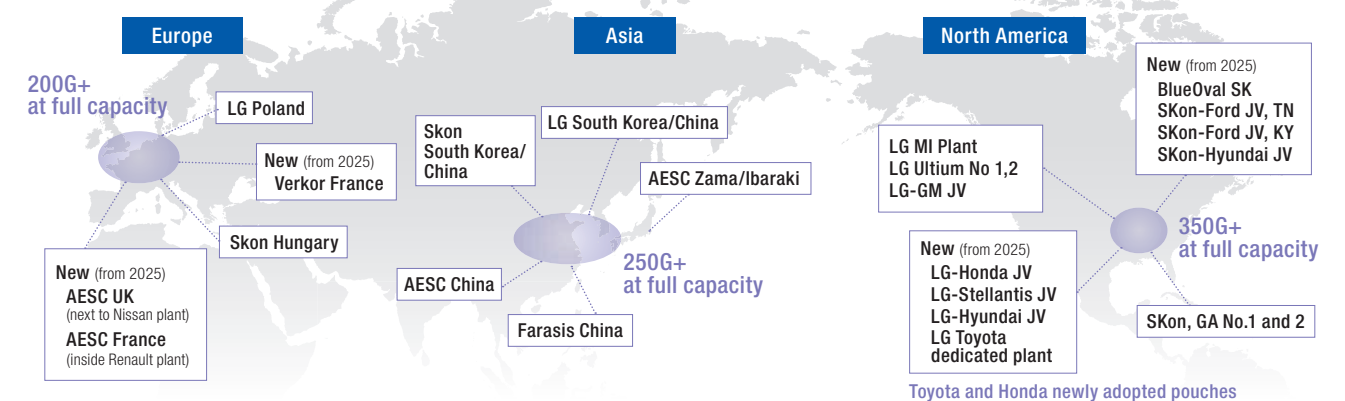 Europe
200G+
at full capacity
LG Poland
New (from 2025)
Verkor France
Skon Hungary
New (from 2025)
AESC UK
(next to Nissan plant)
AESC France
(inside Renault plant)
Asia
Skon
South Korea/
China
LG South Korea/China
AESC Zama/Ibaraki
AESC China
Farasis China
250G+
at full capacity
North America
New (from 2025)
BlueOval SK
SKon-Ford JV, TN
SKon-Ford JV, KY
SKon-Hyundai JV
LG MI Plant
LG Ultium No 1,2
LG-GM JV
350G+
at full capacity
New (from 2025)
LG-Honda JV
LG-Stellantis JV
LG-Hyundai JV
LG Toyota
dedicated plant
SKon, GA No.1 and 2
Toyota and Honda newly adopted pouches